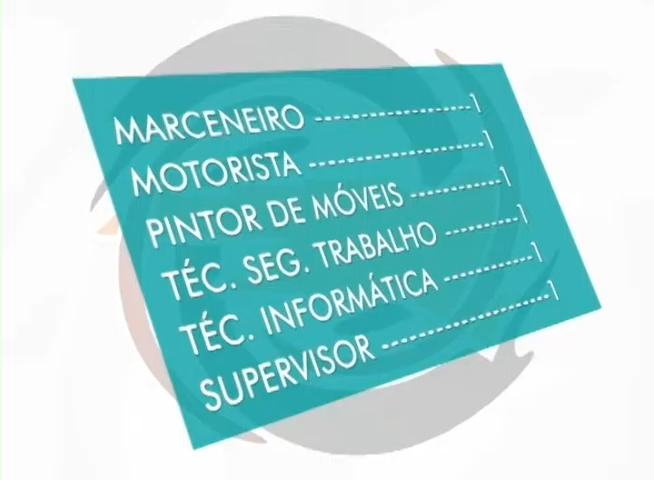 MARCENEIRO ----------------1
MOTORISTA ------------------1
PINTOR DE MÓVEIS ----------1
TÉC. SEG. TRABALHO --------1
TÉC. INFORMÁTICA ----------1
SUPERVISOR -----------------1